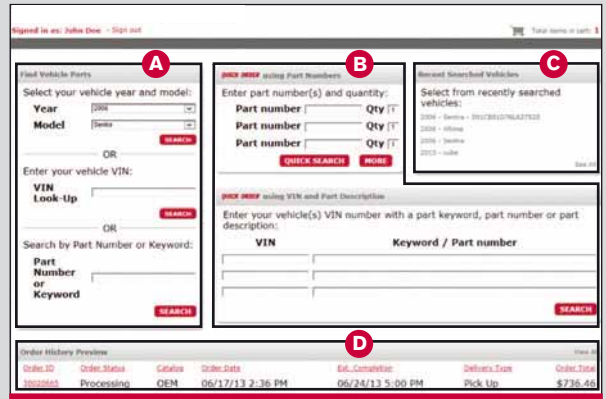 Signed in as: John Doe - Sign out
Total items in cart: 1
A
Find Vehicle Parts
Select your vehicle year and model:
Year 2006
Model Sentra
SEARCH
OR
Enter your vehicle VIN:
VIN Look-Up
SEARCH
OR
Search by Part Number or Keyword:
Part Number or Keyword
SEARCH
B
QUICK ORDER using Part Numbers
Enter part number(s) and quantity:
Part number Qty 1
Part number Qty 1
Part number Qty 1
QUICK SEARCH MORE
QUICK ORDER using VIN and Part Description
Enter your vehicle(s) VIN number with a part keyword, part number or part
description:
VIN Keyword / Part number
SEARCH
C
Recent Searched Vehicles
Select from recently searched
vehicles:
2006 - Sentra -
2008 - Altima
2006 - Sentra
2013 - cube
See All
D
Order History Preview View All
Order ID Order Status Catalog Order Date Est. Completion Delivery Type Order Total
30020665 Processing OEM 06/17/13 2:36 PM 06/24/13 5:00 PM Pick Up $736.46